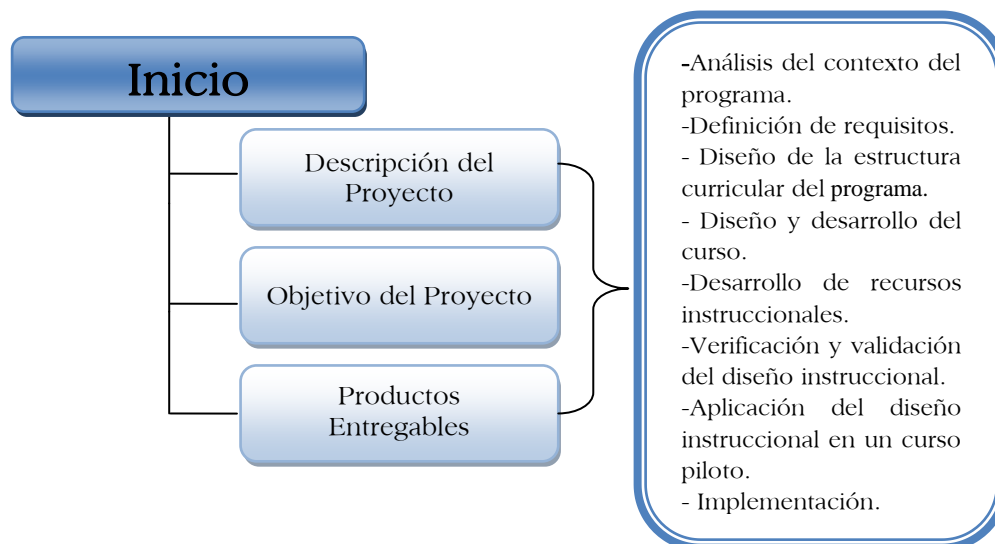 Inicio
Descripción del
Proyecto
Objetivo del Proyecto
Productos
Entregables
-Análisis del contexto del
programa.
-Definición de requisitos.
- Diseño de la estructura
curricular del programa.
- Diseño y desarrollo del
curso.
-Desarrollo de recursos
instruccionales.
-Verificación y validación
del diseño instruccional.
-Aplicación del diseño
instruccional en un curso
piloto.
- Implementación.